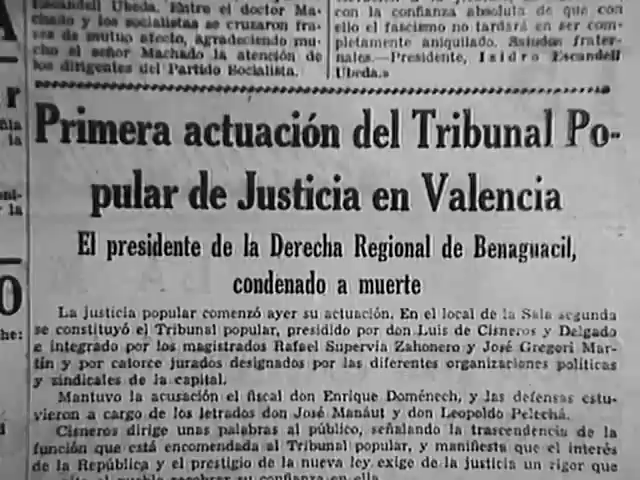 Escandell Ubeda. Entre el doctor Ma-
chado y los socialistas se cruzaron fra-
ses de mutuo afecto, agradeciendo mu-
cho el señor Machado la atención de
los dirigentes del Partido Socialista.
con la confianza absoluta de que con
ello el fascismo no tardará en ser com-
pletamente aniquilado. Saludos frater-
nales.—Presidente, Isidro Escandell
Ubeda.»
Primera actuación del Tribunal Po-
pular de Justicia en Valencia
El presidente de la Derecha Regional de Benaguacil,
condenado a muerte
La justicia popular comenzó ayer su actuación. En el local de la Sala segunda
se constituyó el Tribunal popular, presidido por don Luis de Cisneros y Delgado
e integrado por los magistrados Rafael Supervía Zahonero y José Gregori Mar-
tín y por catorce jurados designados por las diferentes organizaciones políticas
y sindicales de la capital.
Mantuvo la acusación el fiscal don Enrique Doménech, y las defensas estu-
vieron a cargo de los letrados don José Manáut y don Leopoldo Pelechá.
Cisneros dirige unas palabras al público, señalando la trascendencia de la
función que está encomendada al Tribunal popular, y manifiesta que el interés
de la República y el prestigio de la nueva ley exige de la justicia un rigor que